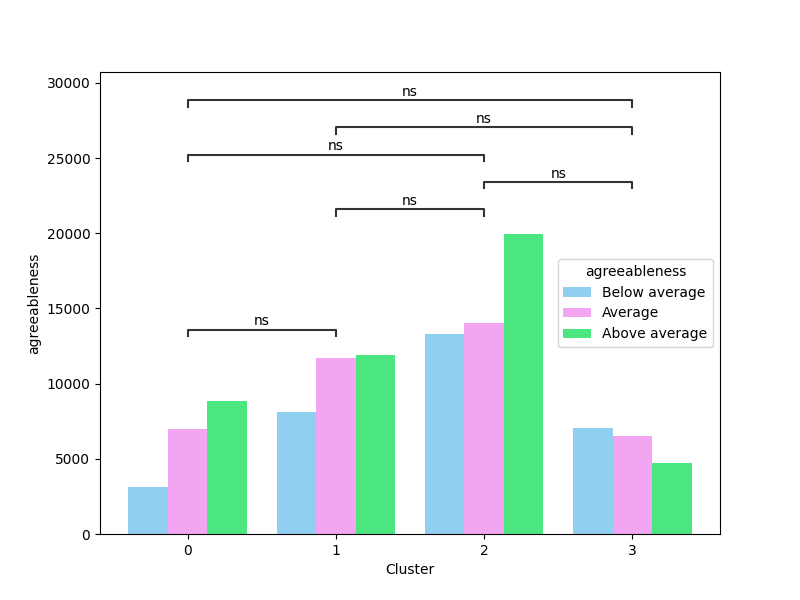 30000
25000
20000
15000
10000
5000
0
agreeableness
ns
ns
ns
ns
ns
ns
agreeableness
Below average
Average
Above average
0 1 2 3
Cluster